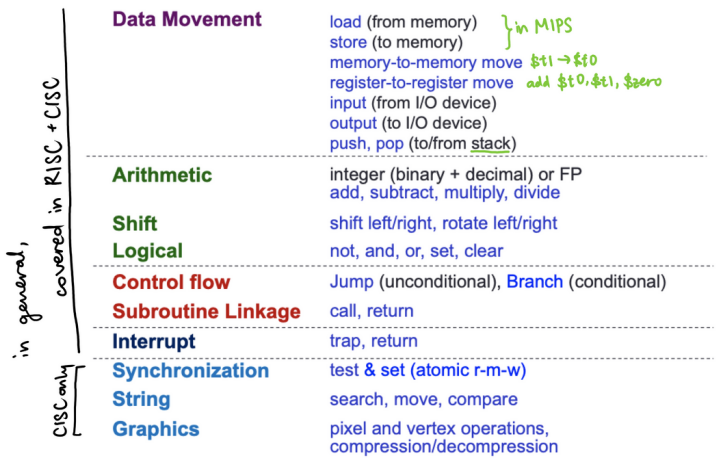 Data Movement load (from memory)
store (to memory) } in MIPS
memory-to-memory move $t1 → $t0
register-to-register move add $t0, $t1, $zero
input (from I/O device)
output (to I/O device)
push, pop (to/from stack)
Arithmetic integer (binary + decimal) or FP
add, subtract, multiply, divide
Shift shift left/right, rotate left/right
Logical not, and, or, set, clear
Control flow Jump (unconditional), Branch (conditional)
Subroutine Linkage call, return
Interrupt trap, return
in general,
covered in RISC + CISC
Synchronization test & set (atomic r-m-w)
String search, move, compare
Graphics pixel and vertex operations,
compression/decompression
CISC only